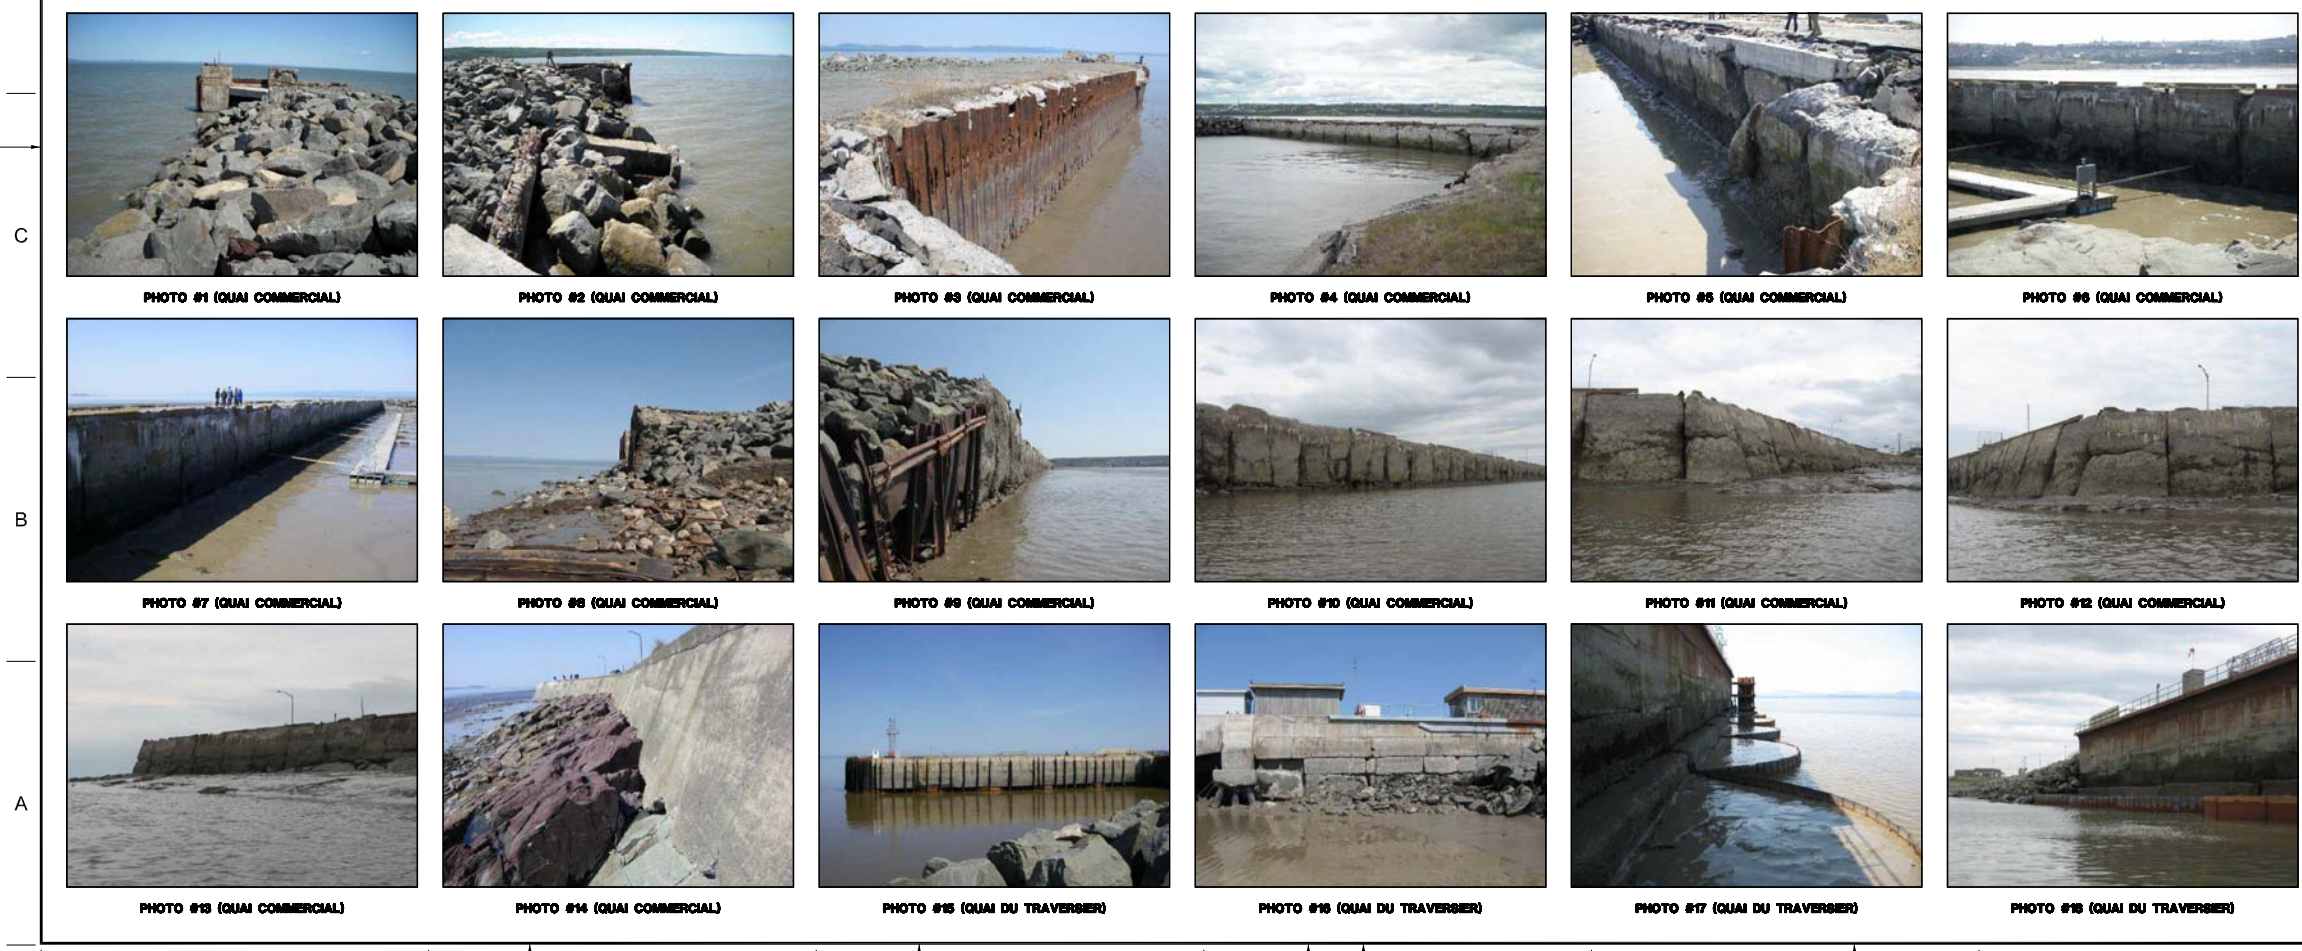 C
PHOTO #1 (QUAI COMMERCIAL)
PHOTO #2 (QUAI COMMERCIAL)
PHOTO #3 (QUAI COMMERCIAL)
PHOTO #4 (QUAI COMMERCIAL)
PHOTO #5 (QUAI COMMERCIAL)
PHOTO #6 (QUAI COMMERCIAL)
B
PHOTO #7 (QUAI COMMERCIAL)
PHOTO #8 (QUAI COMMERCIAL)
PHOTO #9 (QUAI COMMERCIAL)
PHOTO #10 (QUAI COMMERCIAL)
PHOTO #11 (QUAI COMMERCIAL)
PHOTO #12 (QUAI COMMERCIAL)
A
PHOTO #13 (QUAI COMMERCIAL)
PHOTO #14 (QUAI COMMERCIAL)
PHOTO #15 (QUAI DU TRAVERSIER)
PHOTO #16 (QUAI DU TRAVERSIER)
PHOTO #17 (QUAI DU TRAVERSIER)
PHOTO #18 (QUAI DU TRAVERSIER)